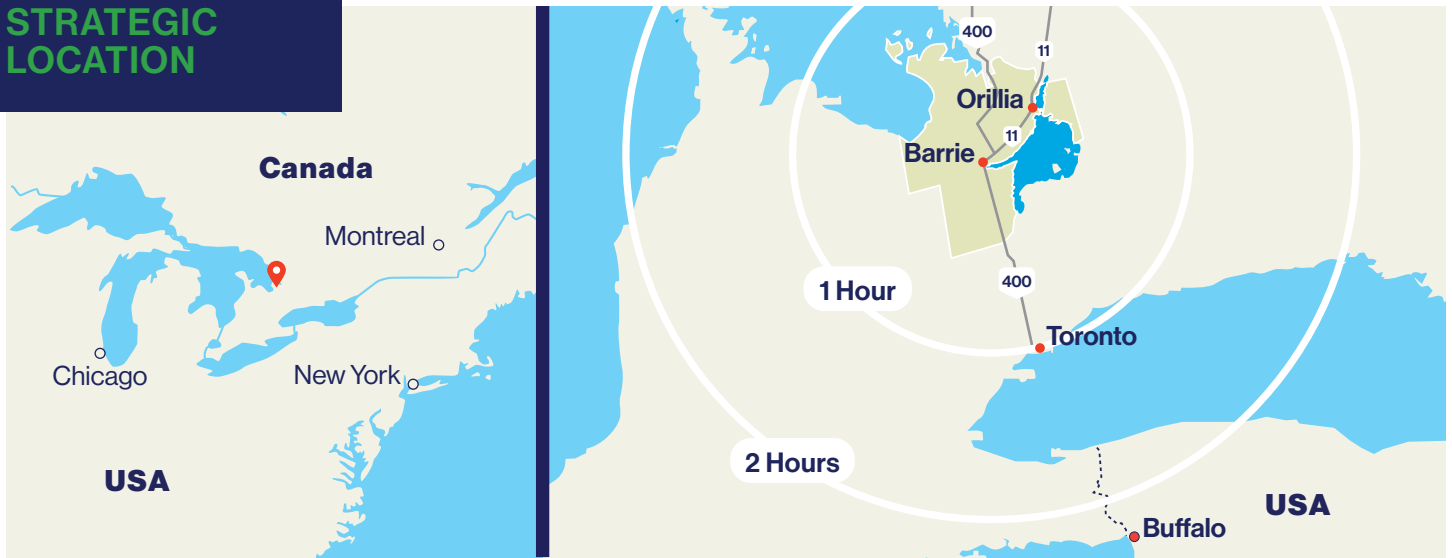 STRATEGIC
LOCATION
Canada
Montreal
Chicago
New York
USA
400
11
Orillia
11
Barrie
400
1 Hour
Toronto
2 Hours
USA
Buffalo